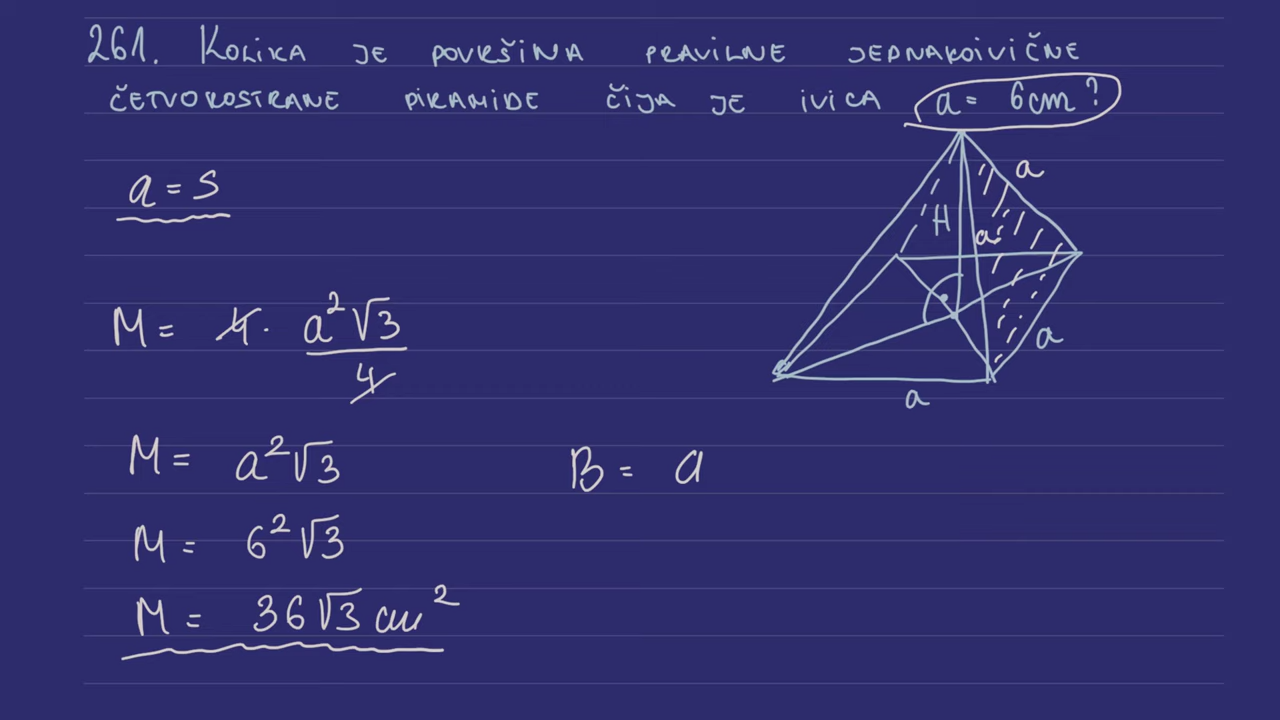 261. KOLIKA JE POVRŠINA PRAVILNE JEDNAKOIVIČNE
ČETVOROSTRANE PIRAMIDE ČIJA JE IVICA a = 6cm?
a = s
a
H
a
a
a
M = 4 · a²√3 / 4
M = a²√3
B = a
M = 6²√3
M = 36√3 cm²